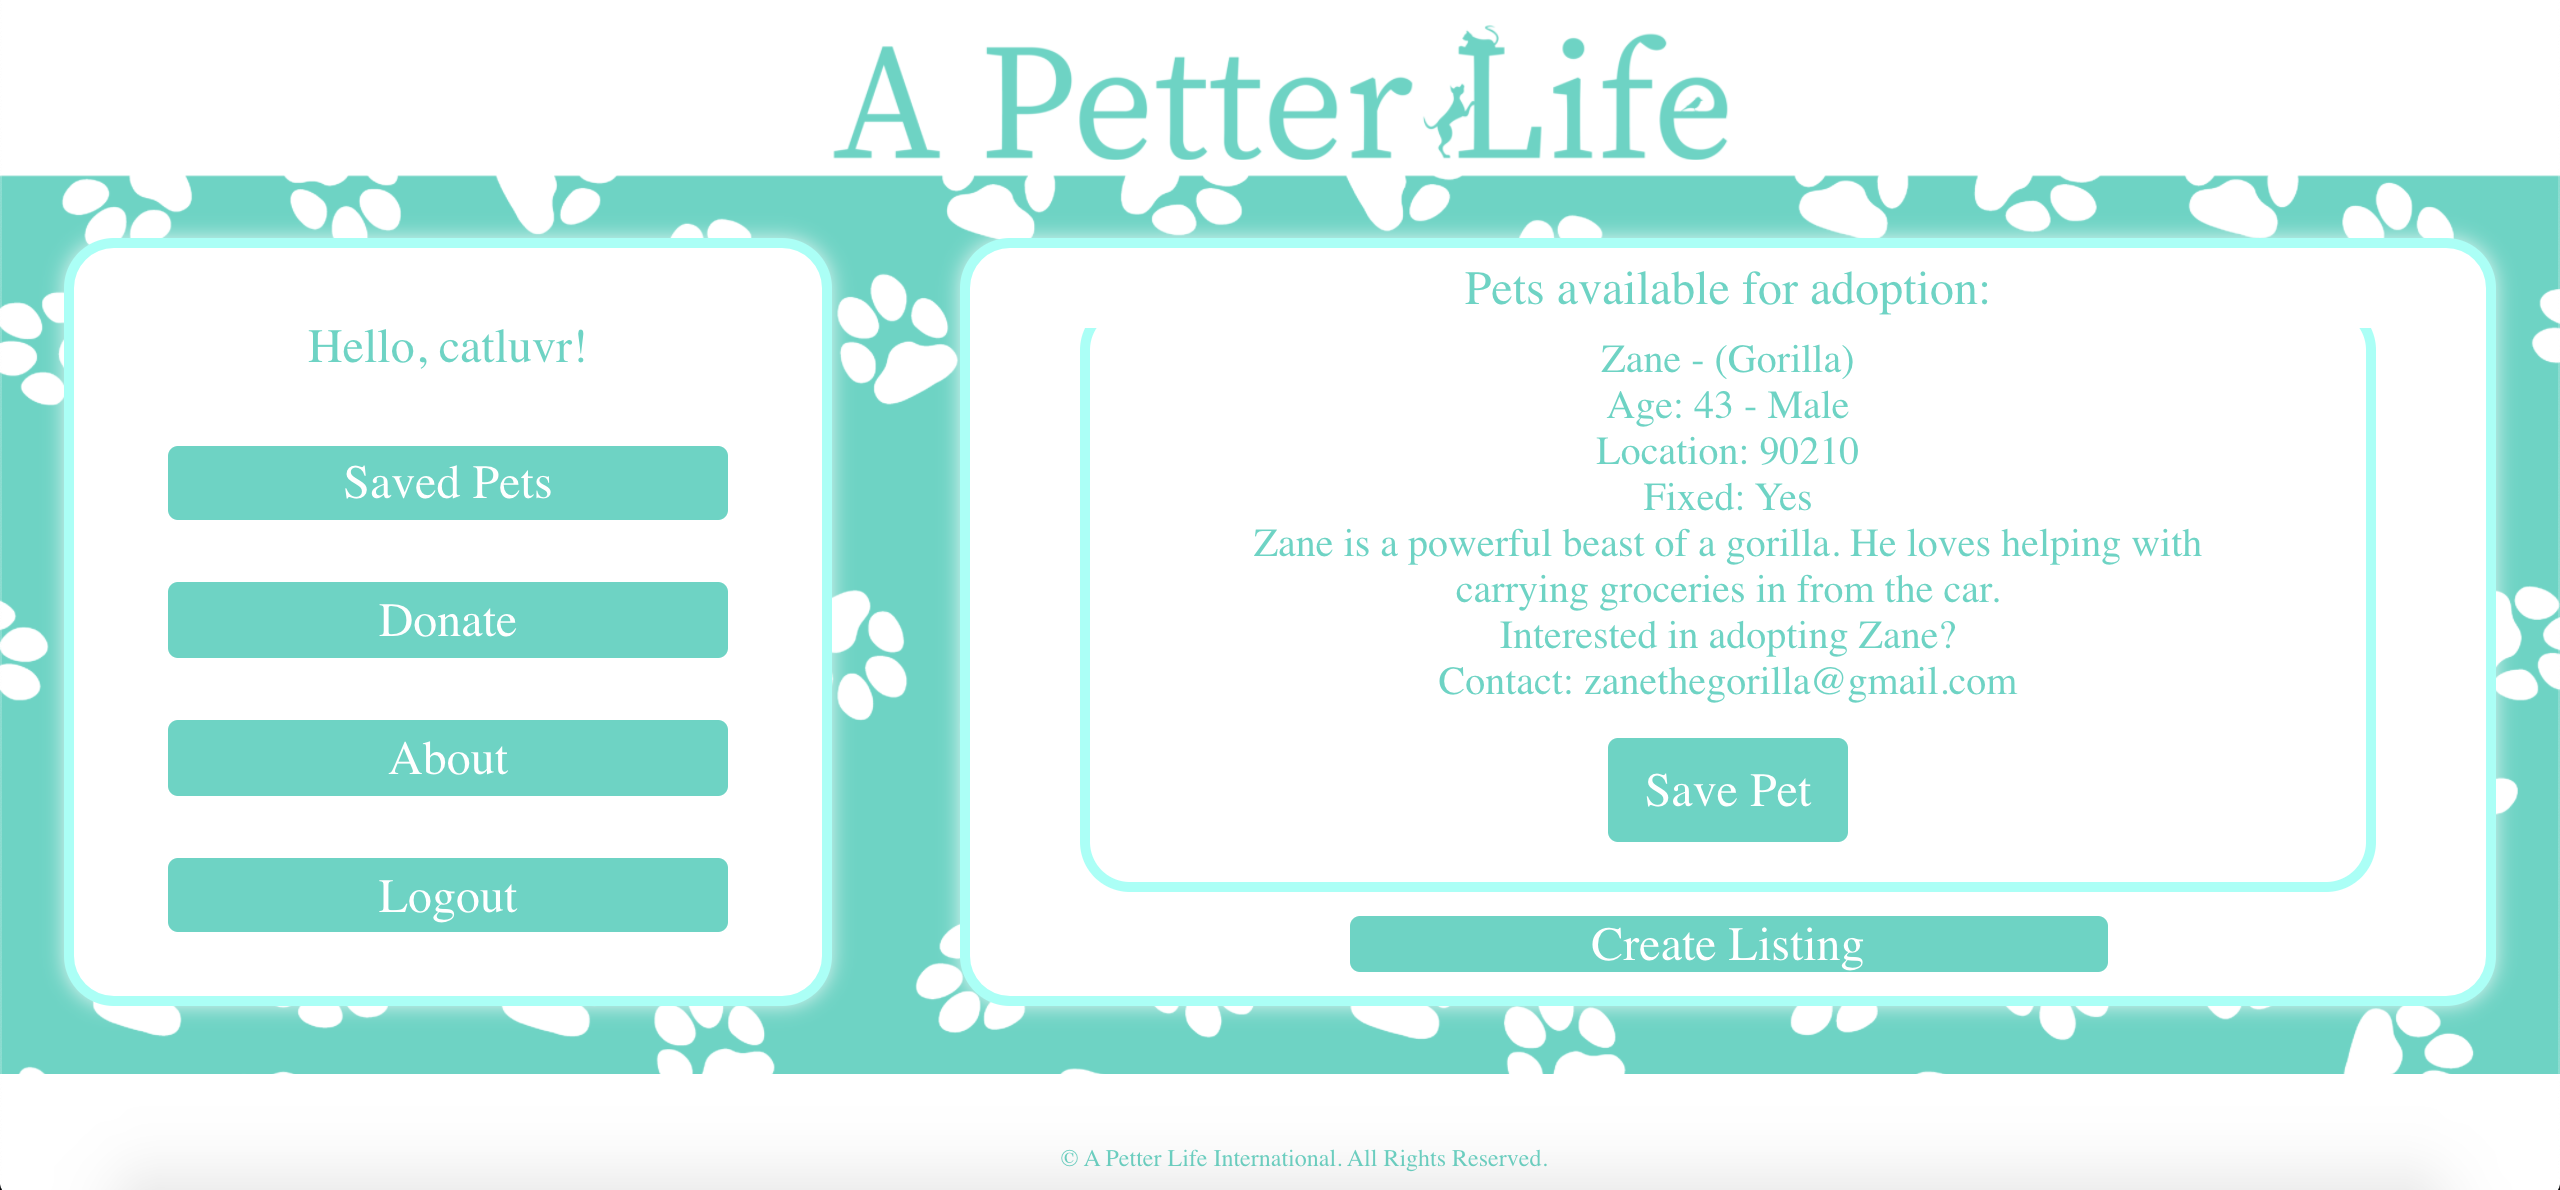 A Petter Life
Hello, catluvr!
Saved Pets
Donate
About
Logout
Pets available for adoption:
Zane - (Gorilla)
Age: 43 - Male
Location: 90210
Fixed: Yes
Zane is a powerful beast of a gorilla. He loves helping with
carrying groceries in from the car.
Interested in adopting Zane?
Contact: zanethegorilla@gmail.com
Save Pet
Create Listing
© A Petter Life International. All Rights Reserved.